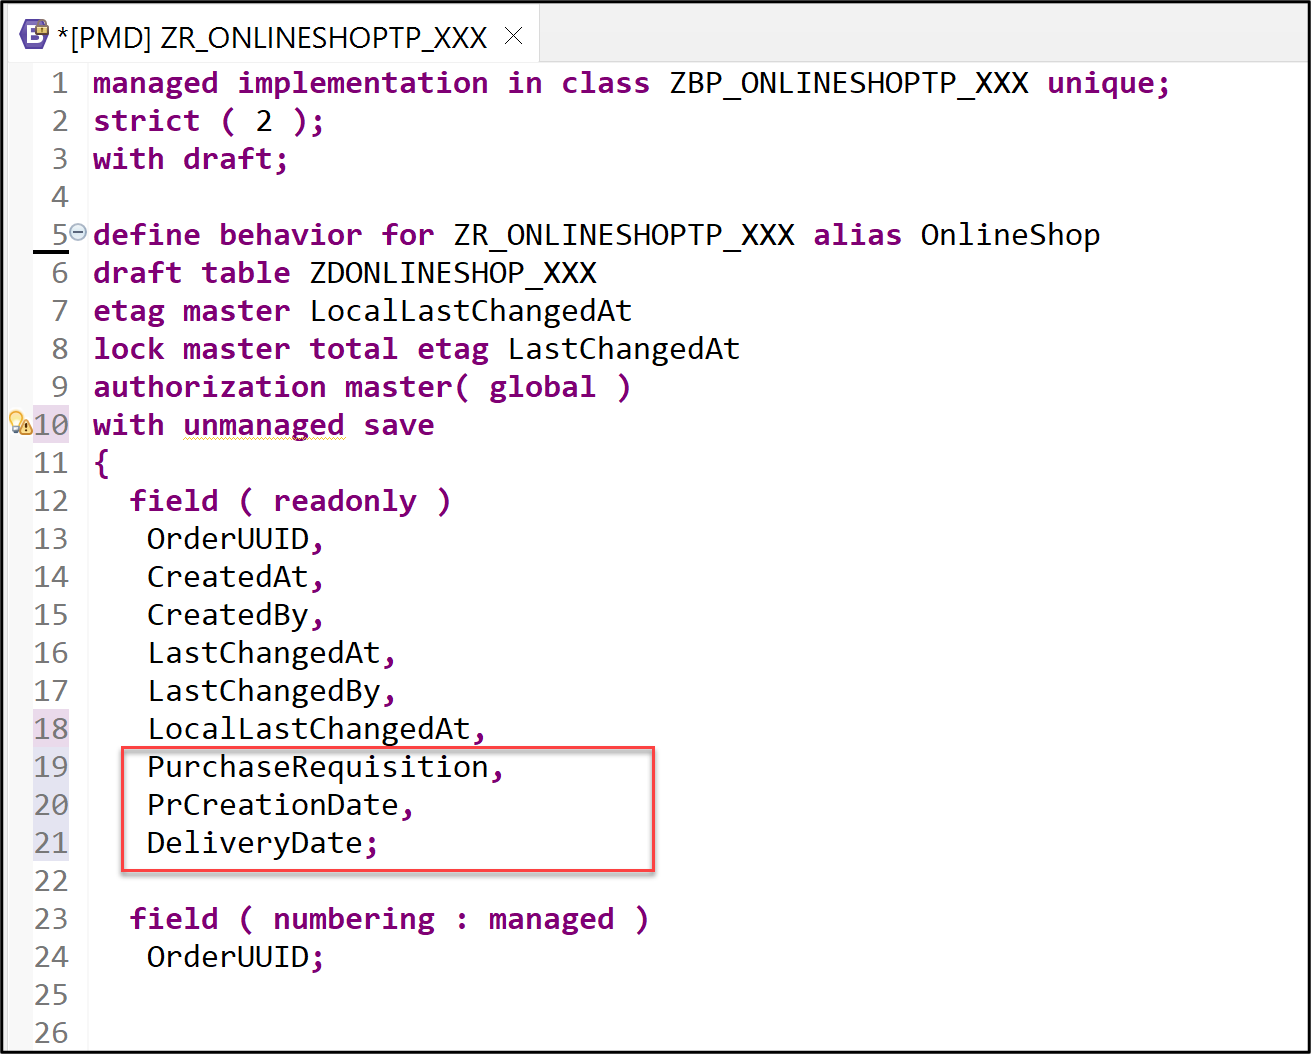 *[PMD] ZR_ONLINESHOPTP_XXX
1 managed implementation in class ZBP_ONLINESHOPTP_XXX unique;
2 strict ( 2 );
3 with draft;
4
5 define behavior for ZR_ONLINESHOPTP_XXX alias OnlineShop
6 draft table ZDONLINESHOP_XXX
7 etag master LocalLastChangedAt
8 lock master total etag LastChangedAt
9 authorization master( global )
10 with unmanaged save
11 {
12 field ( readonly )
13 OrderUUID,
14 CreatedAt,
15 CreatedBy,
16 LastChangedAt,
17 LastChangedBy,
18 LocalLastChangedAt,
19 PurchaseRequisition,
20 PrCreationDate,
21 DeliveryDate;
22
23 field ( numbering : managed )
24 OrderUUID;
25
26